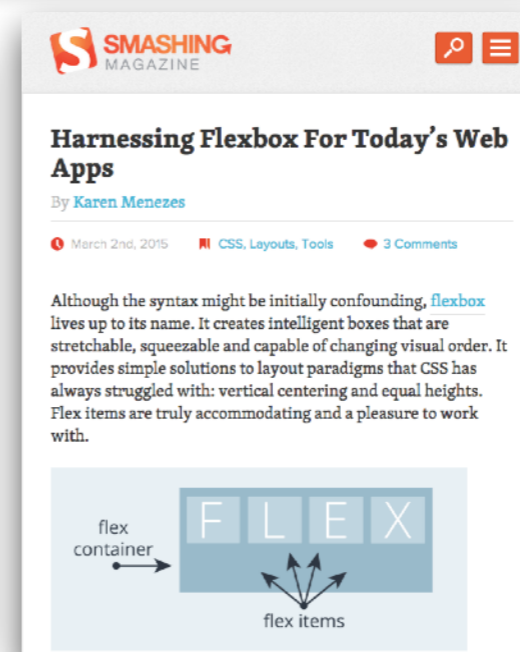 SMASHING
MAGAZINE
Harnessing Flexbox For Today’s Web
Apps
By Karen Menezes
March 2nd, 2015 CSS, Layouts, Tools 3 Comments
Although the syntax might be initially confounding, flexbox
lives up to its name. It creates intelligent boxes that are
stretchable, squeezable and capable of changing visual order. It
provides simple solutions to layout paradigms that CSS has
always struggled with: vertical centering and equal heights.
Flex items are truly accommodating and a pleasure to work
with.
F L E X
flex
container
flex items